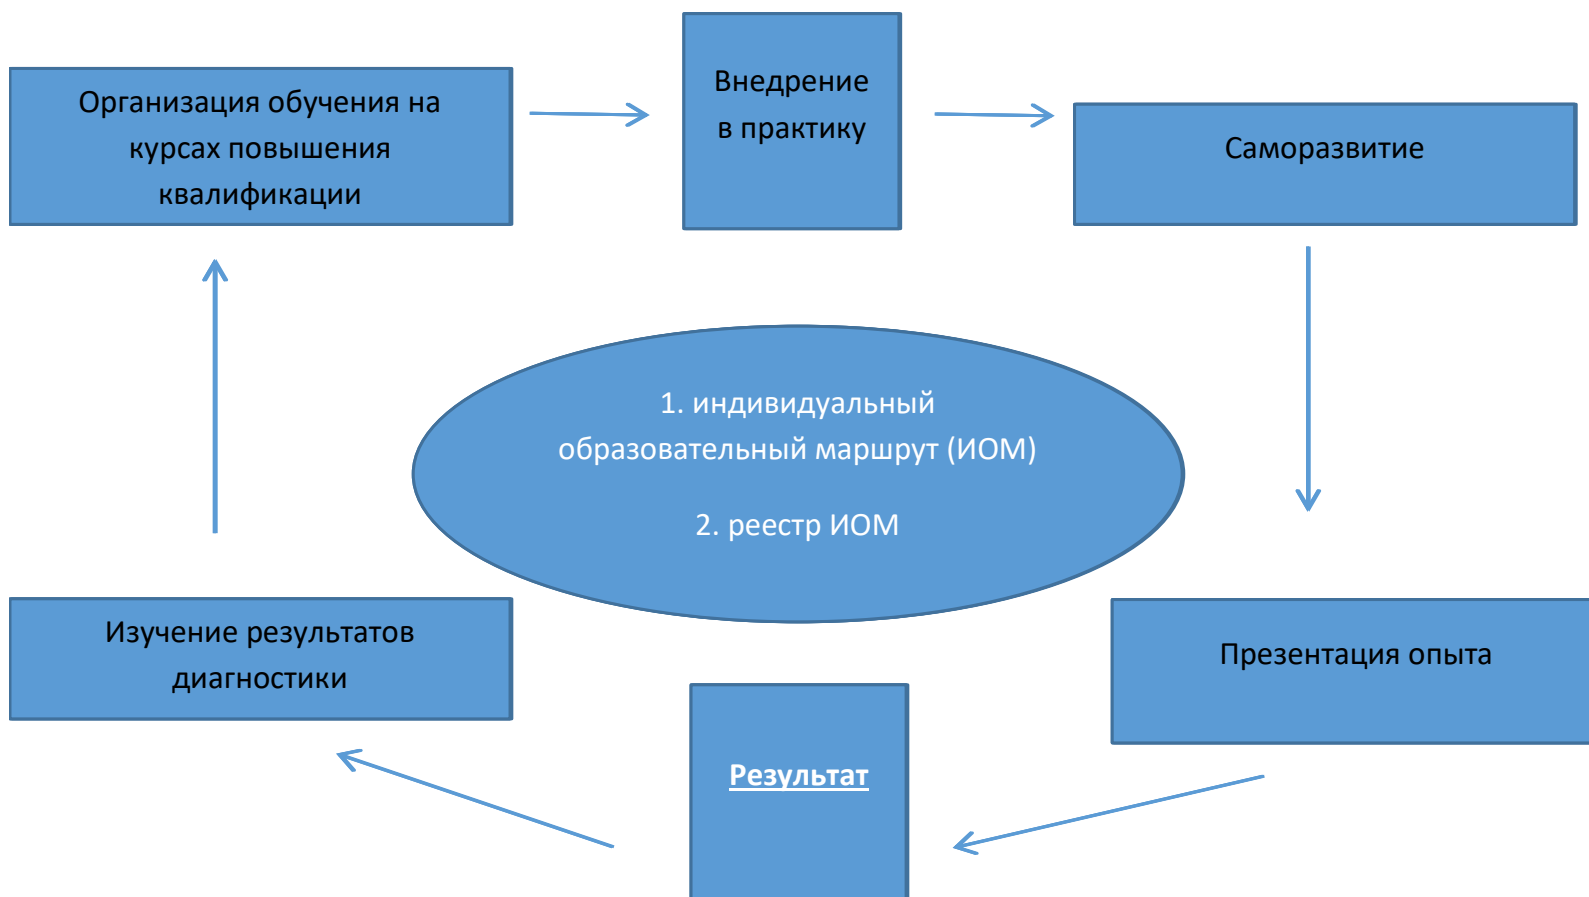 Организация обучения на
курсах повышения
квалификации
Внедрение
в практику
Саморазвитие
1. индивидуальный
образовательный маршрут (ИОМ)
2. реестр ИОМ
Изучение результатов
диагностики
Презентация опыта
Результат